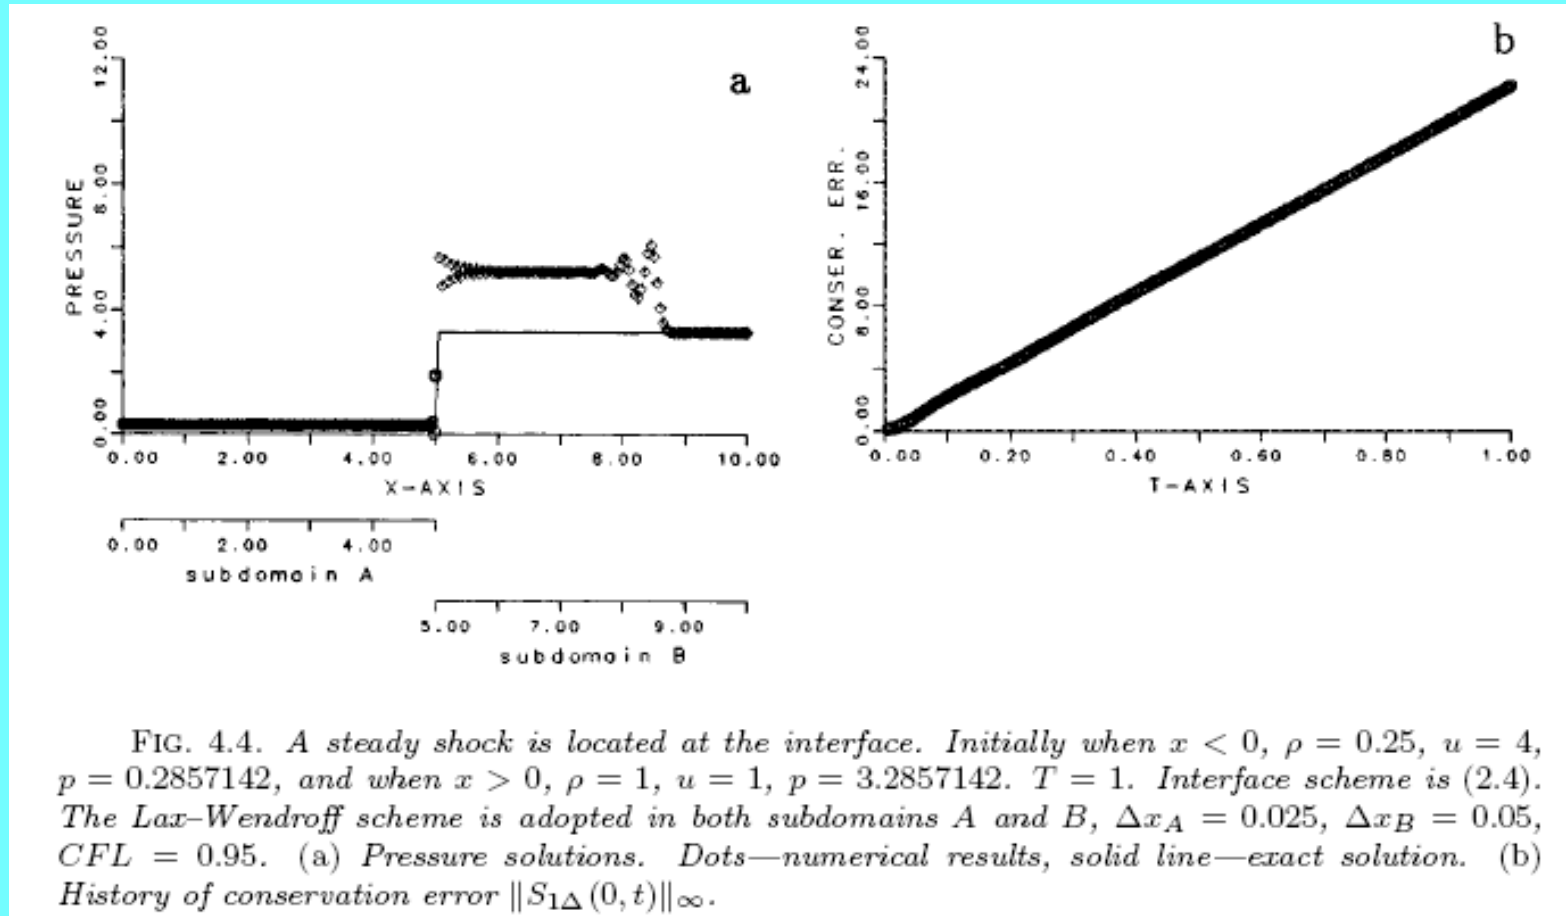 a
b
PRESSURE
12.00
8.00
4.00
0.00
0.00 2.00 4.00 6.00 8.00 10.00
X-AXIS
0.00 2.00 4.00
subdomain A
5.00 7.00 9.00
subdomain B
CONSER. ERR.
24.00
16.00
8.00
0.00
0.00 0.20 0.40 0.60 0.80 1.00
T-AXIS
FIG. 4.4. A steady shock is located at the interface. Initially when x < 0, ρ = 0.25, u = 4,
p = 0.2857142, and when x > 0, ρ = 1, u = 1, p = 3.2857142. T = 1. Interface scheme is (2.4).
The Lax–Wendroff scheme is adopted in both subdomains A and B, Δx_A = 0.025, Δx_B = 0.05,
CFL = 0.95. (a) Pressure solutions. Dots—numerical results, solid line—exact solution. (b)
History of conservation error ‖S_{1Δ}(0, t)‖_∞.